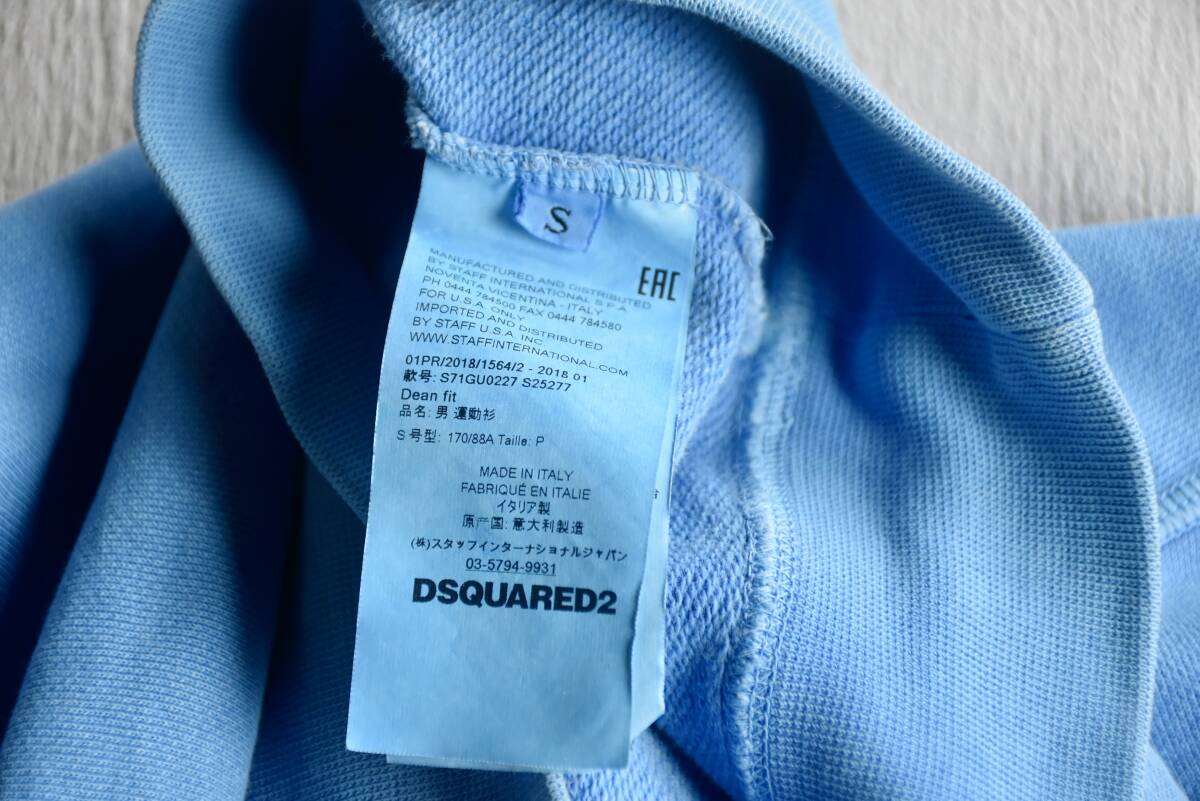 S
EAC
MANUFACTURED AND DISTRIBUTED
BY STAFF INTERNATIONAL S.P.A
NOVENTA VICENTINA - ITALY
PH 0444 784500 FAX 0444 784580
FOR U.S.A. ONLY
IMPORTED AND DISTRIBUTED
BY STAFF U.S.A. INC.
WWW.STAFFINTERNATIONAL.COM
01PR/2018/1564/2 - 2018 01
款号: S71GU0227 S25277
Dean fit
品名: 男 運動衫
S 号型: 170/88A Taille: P
MADE IN ITALY
FABRIQUÉ EN ITALIE
イタリア製
原产国: 意大利製造
(株)スタッフインターナショナルジャパン
03-5794-9931
DSQUARED2